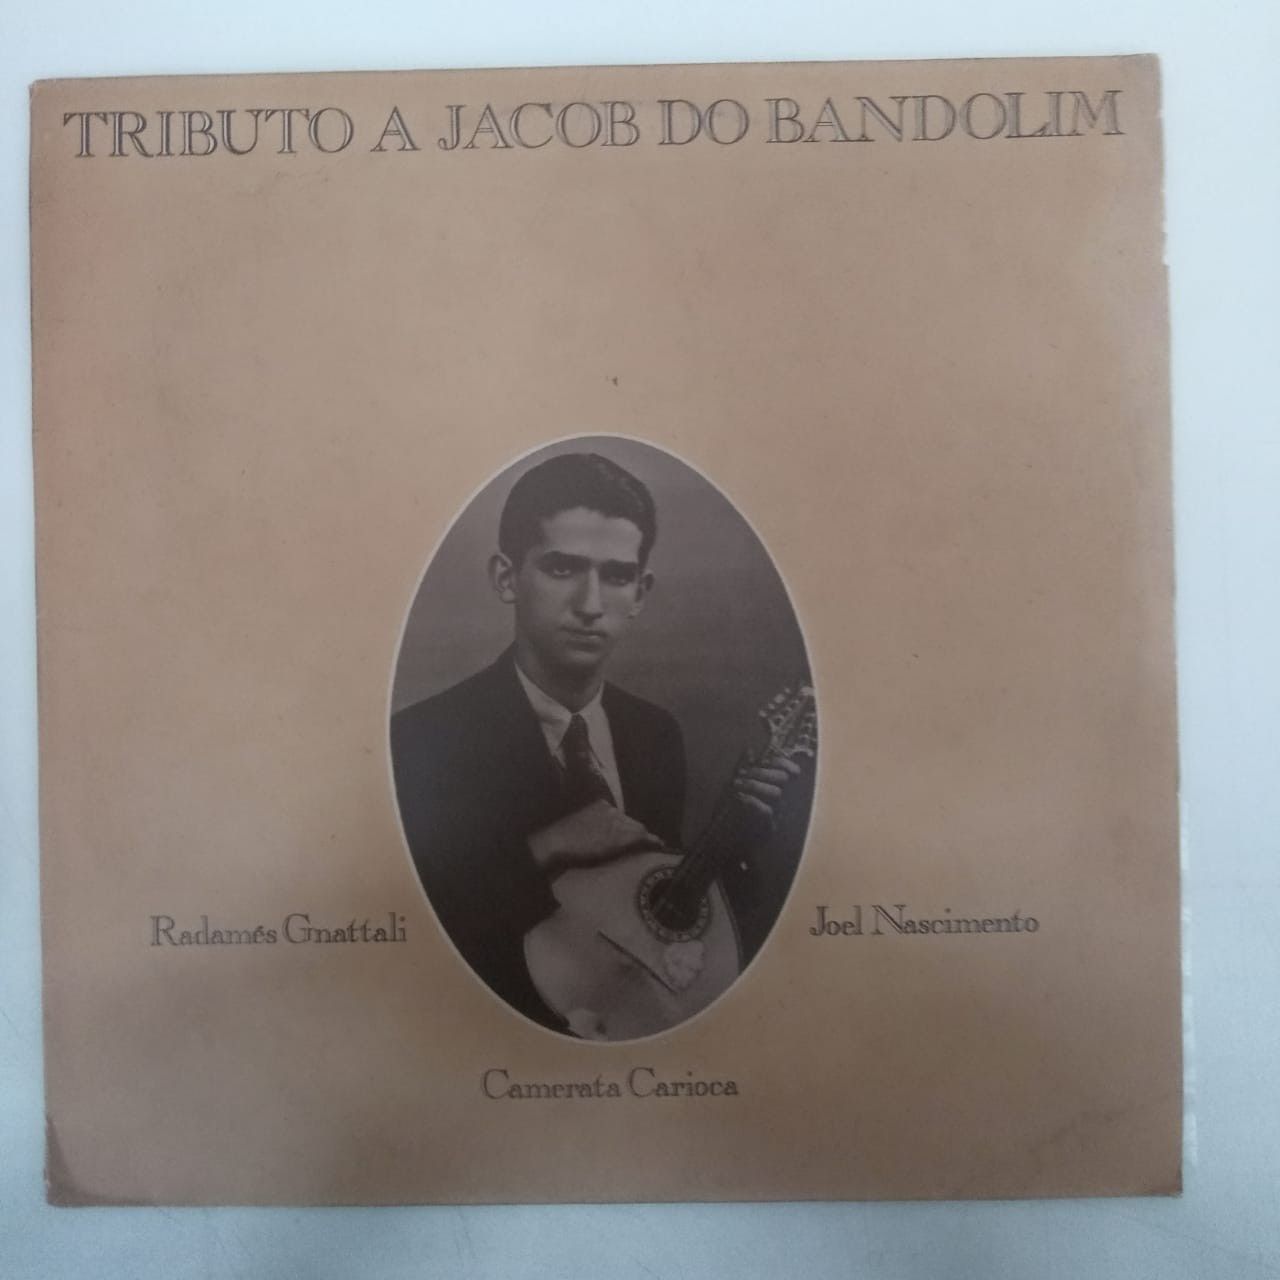 TRIBUTO A JACOB DO BANDOLIM
Radamés Gnattali
Joel Nascimento
Camerata Carioca